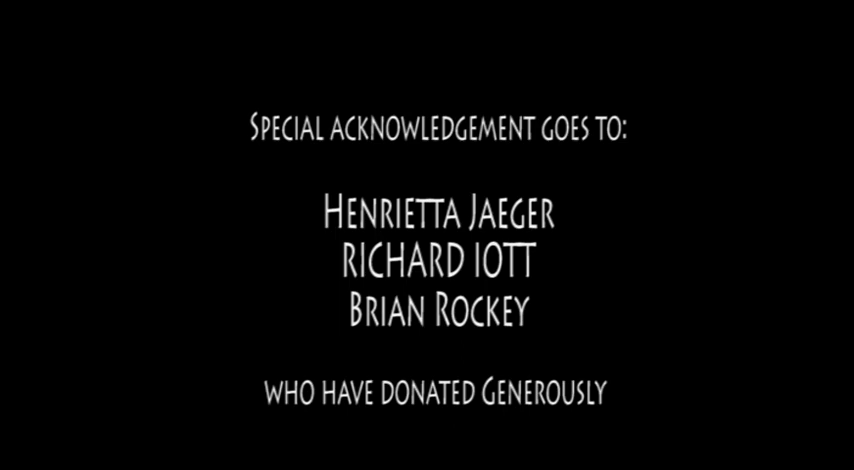 Special acknowledgement goes to:
Henrietta Jaeger
RICHARD IOTT
Brian Rockey
who have donated Generously